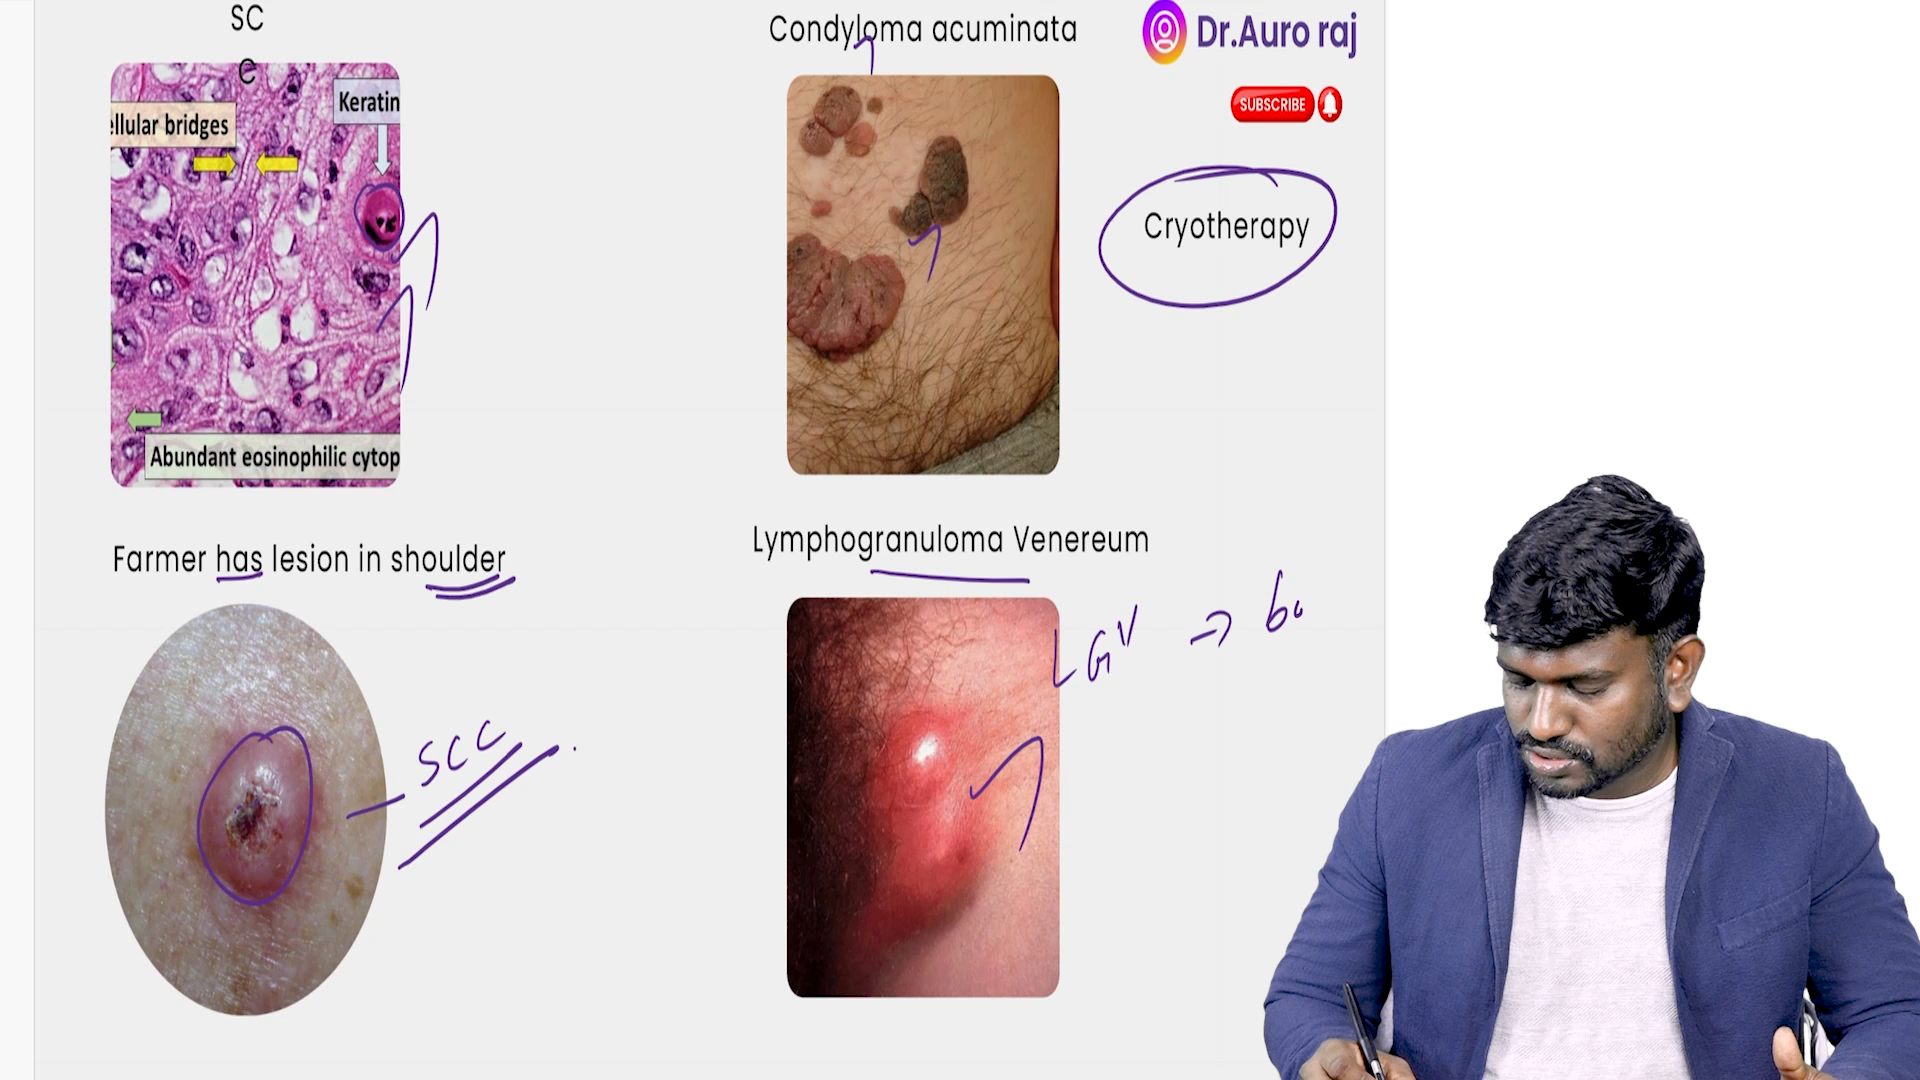 SC
e
ellular bridges
Keratin
Abundant eosinophilic cytop
Condyloma acuminata
Dr.Auro raj
SUBSCRIBE
Cryotherapy
Farmer has lesion in shoulder
SCC
Lymphogranuloma Venereum
LGV → bu